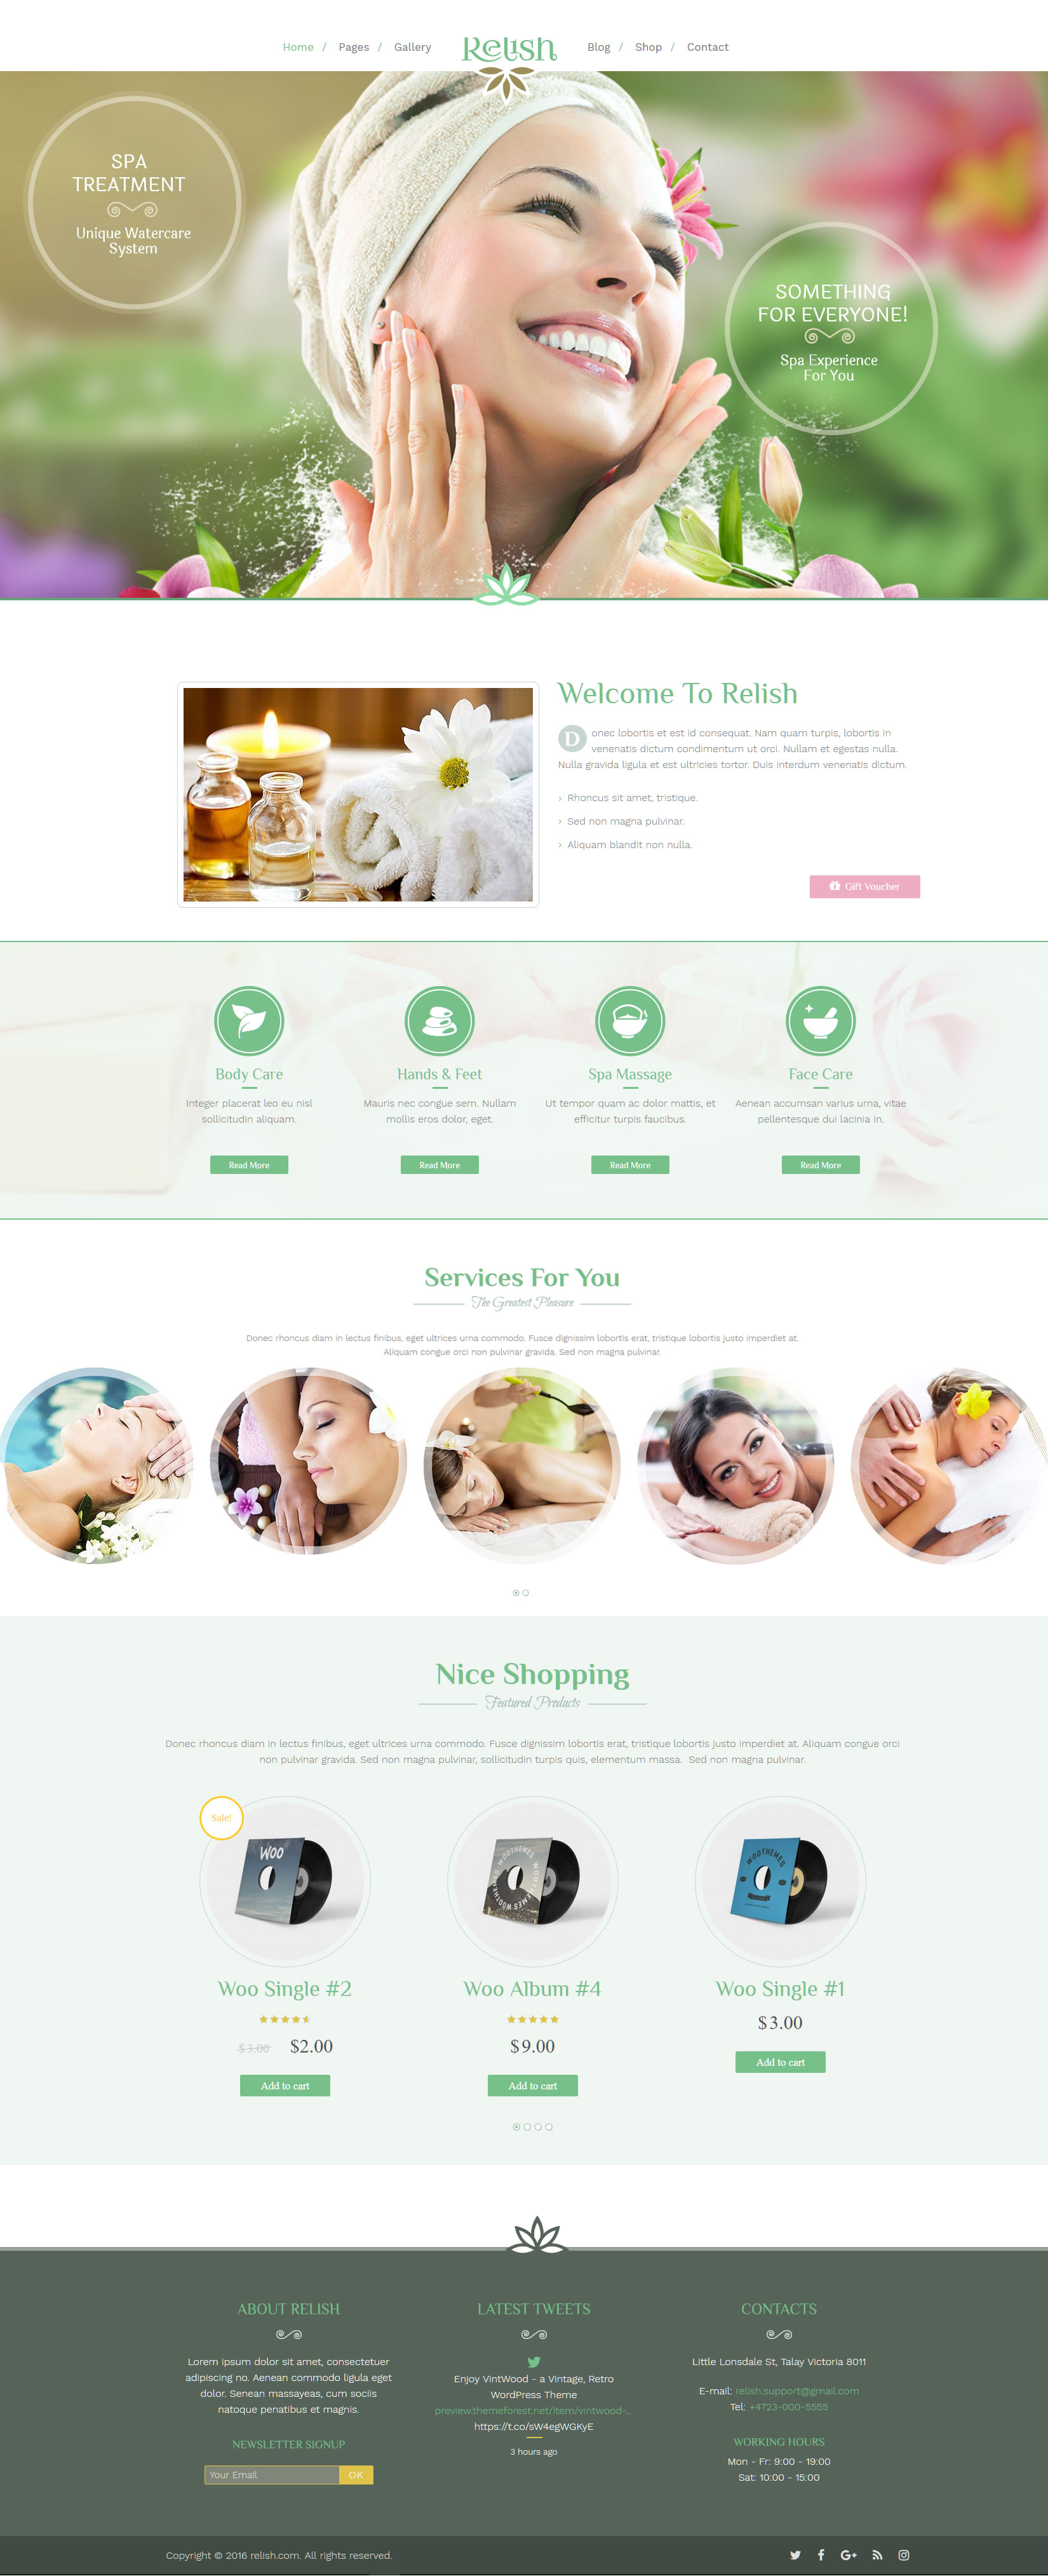 Home / Pages / Gallery Relish Blog / Shop / Contact
SPA
TREATMENT
Unique Watercare
System
SOMETHING
FOR EVERYONE!
Spa Experience
For You
Welcome To Relish
Donec lobortis et est id consequat. Nam quam turpis, lobortis in
venenatis dictum condimentum ut orci. Nullam et egestas nulla.
Nulla gravida ligula et est ultricies tortor. Duis interdum venenatis dictum.
› Rhoncus sit amet, tristique.
› Sed non magna pulvinar.
› Aliquam blandit non nulla.
Gift Voucher
Body Care
Integer placerat leo eu nisl
sollicitudin aliquam.
Read More
Hands & Feet
Mauris nec congue sem. Nullam
mollis eros dolor, eget.
Read More
Spa Massage
Ut tempor quam ac dolor mattis, et
efficitur turpis faucibus.
Read More
Face Care
Aenean accumsan varius urna, vitae
pellentesque dui lacinia in.
Read More
Services For You
The Greatest Pleasure
Donec rhoncus diam in lectus finibus, eget ultrices urna commodo. Fusce dignissim lobortis erat, tristique lobortis justo imperdiet at.
Aliquam congue orci non pulvinar gravida. Sed non magna pulvinar.
Nice Shopping
Featured Products
Donec rhoncus diam in lectus finibus, eget ultrices urna commodo. Fusce dignissim lobortis erat, tristique lobortis justo imperdiet at. Aliquam congue orci
non pulvinar gravida. Sed non magna pulvinar, sollicitudin turpis quis, elementum massa. Sed non magna pulvinar.
Sale!
WOO
Woo Single #2
$3.00 $2.00
Add to cart
WOOTHEMES WOOTHEMES
Woo Album #4
$9.00
Add to cart
WOOTHEMES
Woo Single #1
$3.00
Add to cart
ABOUT RELISH
Lorem ipsum dolor sit amet, consectetuer
adipiscing no. Aenean commodo ligula eget
dolor. Senean massayeas, cum sociis
natoque penatibus et magnis.
NEWSLETTER SIGNUP
Your Email OK
LATEST TWEETS
Enjoy VintWood - a Vintage, Retro
WordPress Theme
preview.themeforest.net/item/vintwood-...
https://t.co/sW4egWGKyE
3 hours ago
CONTACTS
Little Lonsdale St, Talay Victoria 8011
E-mail: relish.support@gmail.com
Tel: +4723-000-5555
WORKING HOURS
Mon - Fr: 9:00 - 19:00
Sat: 10:00 - 15:00
Copyright © 2016 relish.com. All rights reserved.